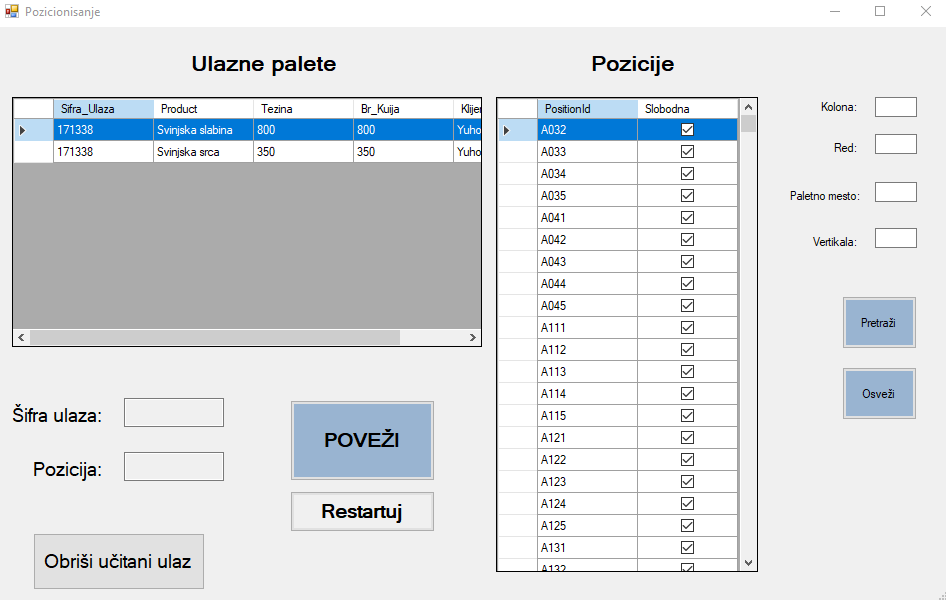 Pozicionisanje
Ulazne palete
Sifra_Ulaza Product Tezina Br_Kuija Klijer
171338 Svinjska slabina 800 800 Yuho
171338 Svinjska srca 350 350 Yuho
Šifra ulaza:
Pozicija:
POVEŽI
Restartuj
Obriši učitani ulaz
Pozicije
PositionId Slobodna
A032
A033
A034
A035
A041
A042
A043
A044
A045
A111
A112
A113
A114
A115
A121
A122
A123
A124
A125
A131
A132
Kolona:
Red:
Paletno mesto:
Vertikala:
Pretraži
Osveži